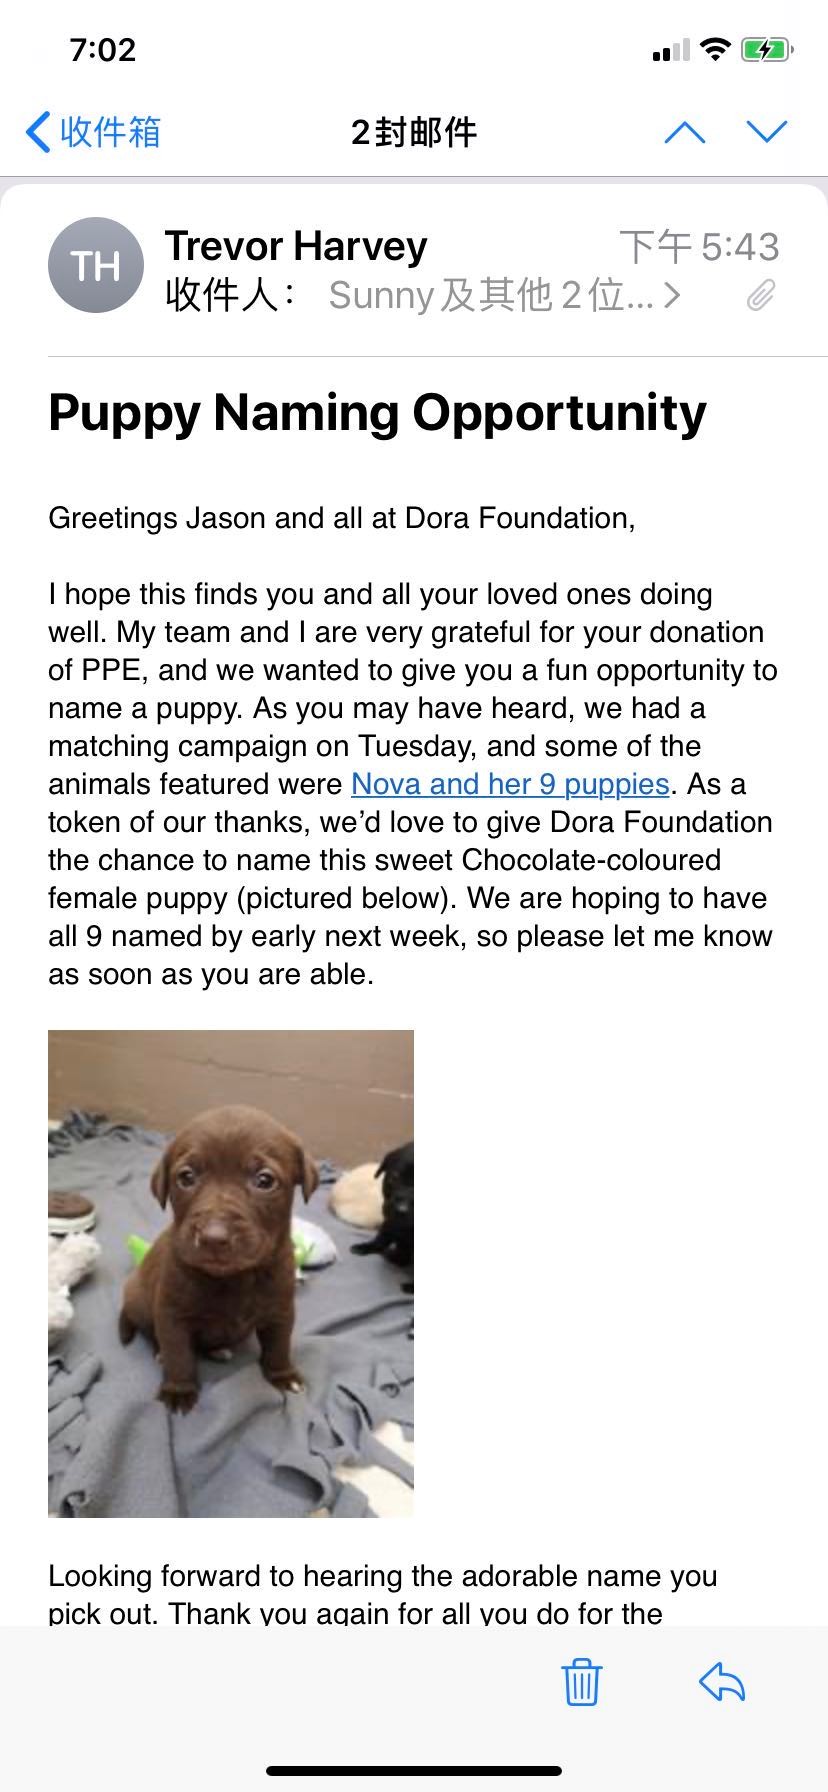 7:02
收件箱
2封邮件
TH
Trevor Harvey
下午5:43
收件人： Sunny及其他2位... >
Puppy Naming Opportunity
Greetings Jason and all at Dora Foundation,
I hope this finds you and all your loved ones doing
well. My team and I are very grateful for your donation
of PPE, and we wanted to give you a fun opportunity to
name a puppy. As you may have heard, we had a
matching campaign on Tuesday, and some of the
animals featured were Nova and her 9 puppies. As a
token of our thanks, we’d love to give Dora Foundation
the chance to name this sweet Chocolate-coloured
female puppy (pictured below). We are hoping to have
all 9 named by early next week, so please let me know
as soon as you are able.
Looking forward to hearing the adorable name you
pick out. Thank you again for all you do for the